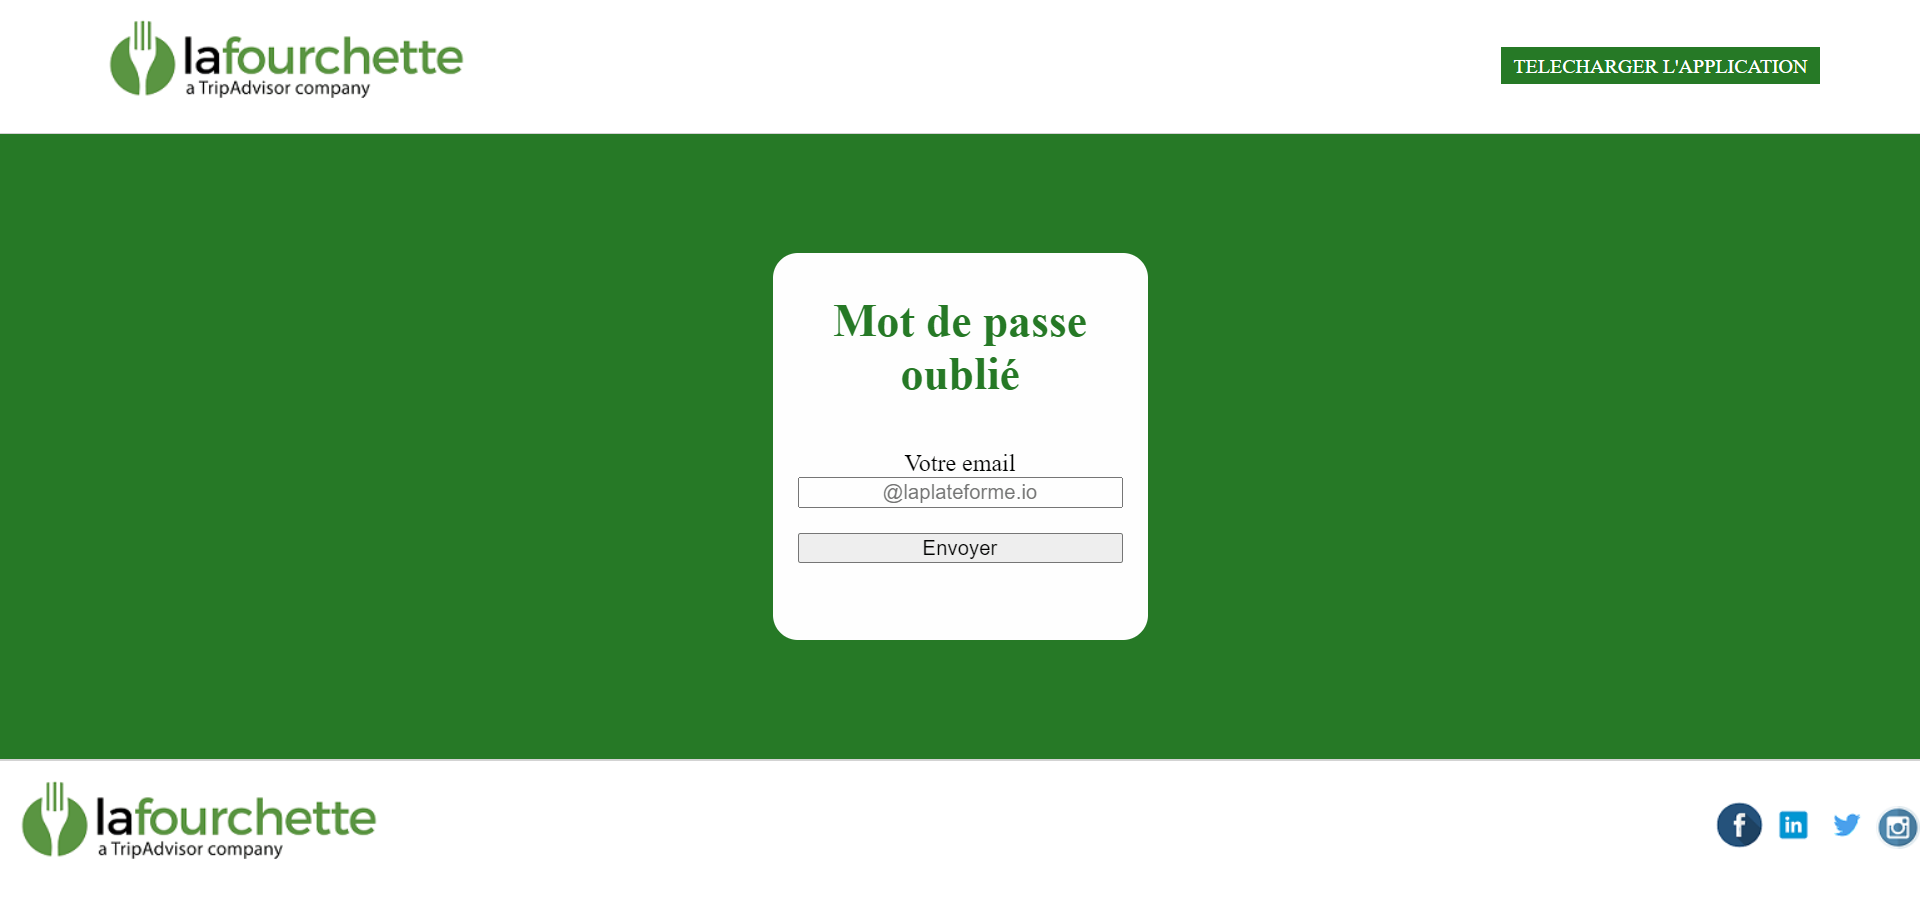 lafourchette
a TripAdvisor company
TELECHARGER L'APPLICATION
Mot de passe
oublié
Votre email
@laplateforme.io
Envoyer
lafourchette
a TripAdvisor company
f
in